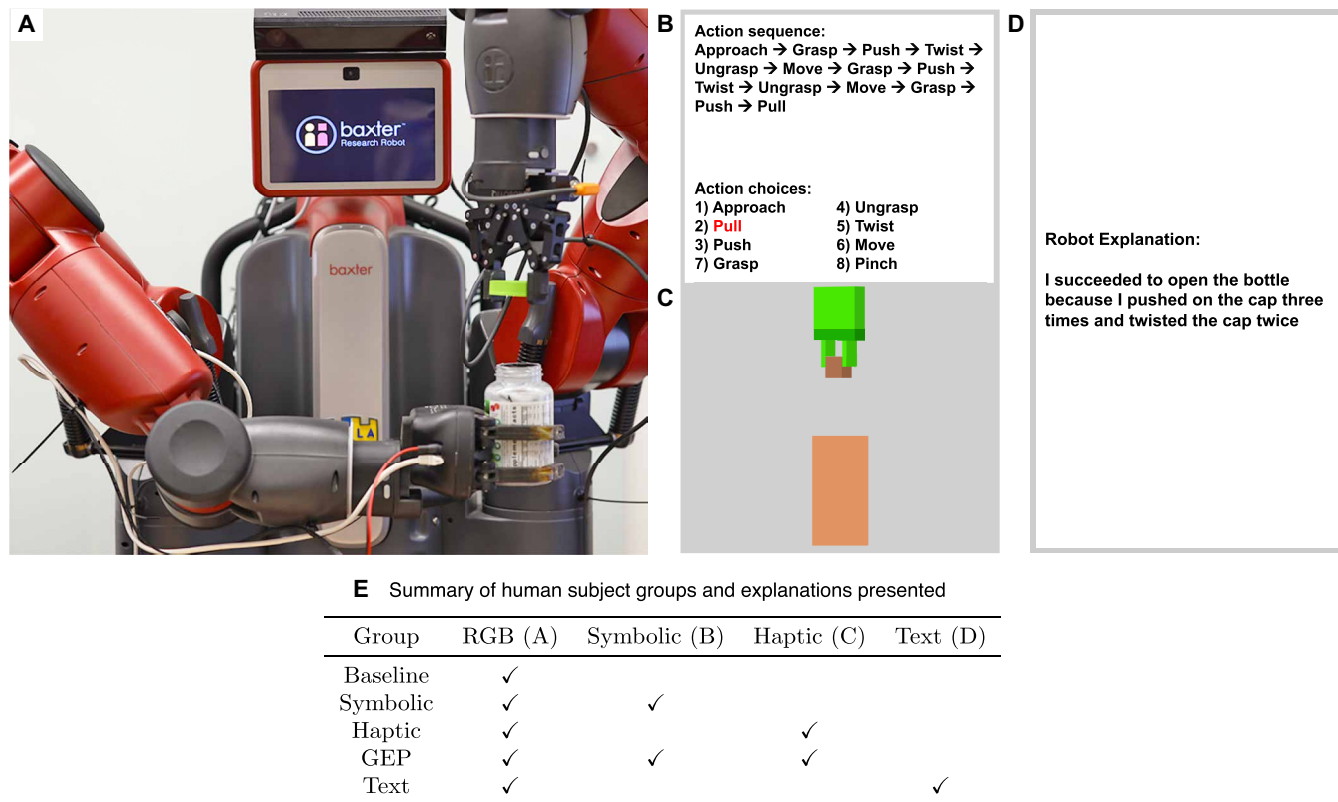 A
baxter
Research Robot
baxter
LA
B
Action sequence:
Approach → Grasp → Push → Twist →
Ungrasp → Move → Grasp → Push →
Twist → Ungrasp → Move → Grasp →
Push → Pull
Action choices:
1) Approach 4) Ungrasp
2) Pull 5) Twist
3) Push 6) Move
7) Grasp 8) Pinch
C
D
Robot Explanation:
I succeeded to open the bottle
because I pushed on the cap three
times and twisted the cap twice
E Summary of human subject groups and explanations presented
Group RGB (A) Symbolic (B) Haptic (C) Text (D)
Baseline ✓
Symbolic ✓ ✓
Haptic ✓ ✓
GEP ✓ ✓ ✓
Text ✓ ✓